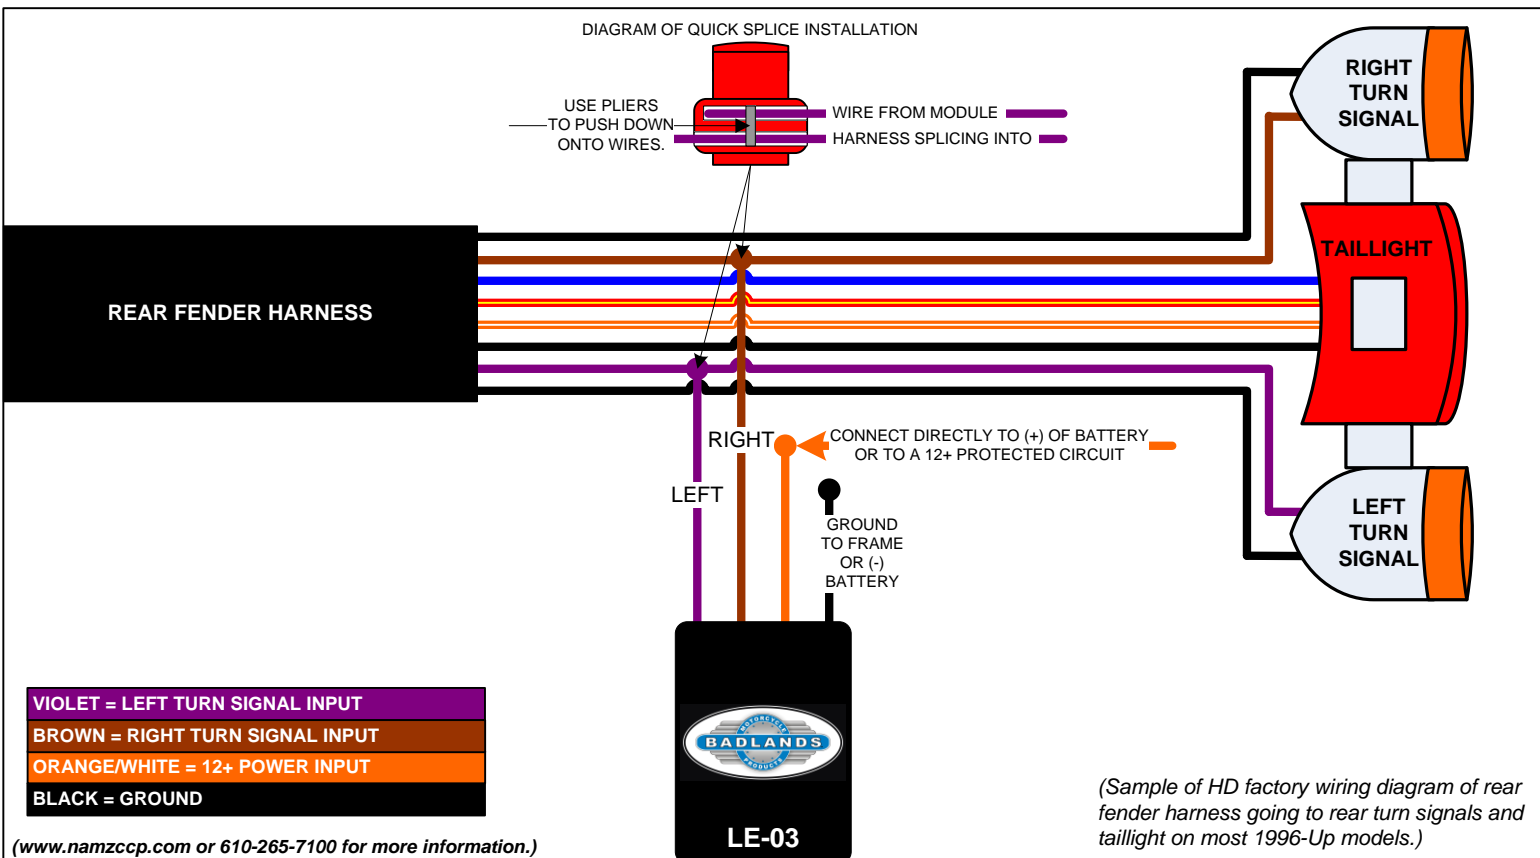 DIAGRAM OF QUICK SPLICE INSTALLATION
USE PLIERS
TO PUSH DOWN
ONTO WIRES.
WIRE FROM MODULE
HARNESS SPLICING INTO
RIGHT
TURN
SIGNAL
TAILLIGHT
REAR FENDER HARNESS
RIGHT
CONNECT DIRECTLY TO (+) OF BATTERY
OR TO A 12+ PROTECTED CIRCUIT
LEFT
GROUND
TO FRAME
OR (-)
BATTERY
LEFT
TURN
SIGNAL
VIOLET = LEFT TURN SIGNAL INPUT
BROWN = RIGHT TURN SIGNAL INPUT
ORANGE/WHITE = 12+ POWER INPUT
BLACK = GROUND
(www.namzccp.com or 610-265-7100 for more information.)
MOTORCYCLE
BADLANDS
PRODUCTS
LE-03
(Sample of HD factory wiring diagram of rear
fender harness going to rear turn signals and
taillight on most 1996-Up models.)